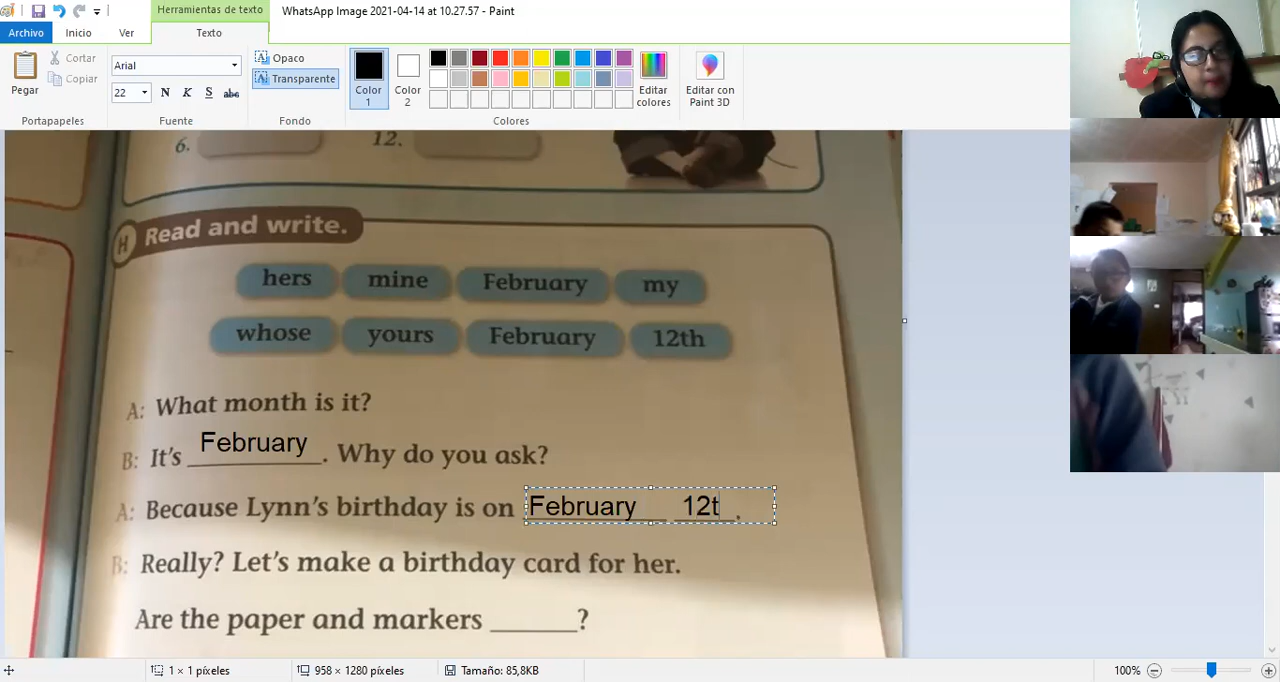 WhatsApp Image 2021-04-14 at 10.27.57 - Paint
Herramientas de texto
Archivo Inicio Ver Texto
Pegar
Cortar
Copiar
Portapapeles
Arial
22 N K S abc
Fuente
Opaco
Transparente
Fondo
Color 1
Color 2
Editar colores
Editar con Paint 3D
Colores
6. 12.
H Read and write.
hers mine February my
whose yours February 12th
A: What month is it?
B: It's February. Why do you ask?
A: Because Lynn's birthday is on February 12t.
B: Really? Let's make a birthday card for her.
Are the paper and markers ______?
1 × 1 píxeles
958 × 1280 píxeles
Tamaño: 85,8KB
100%